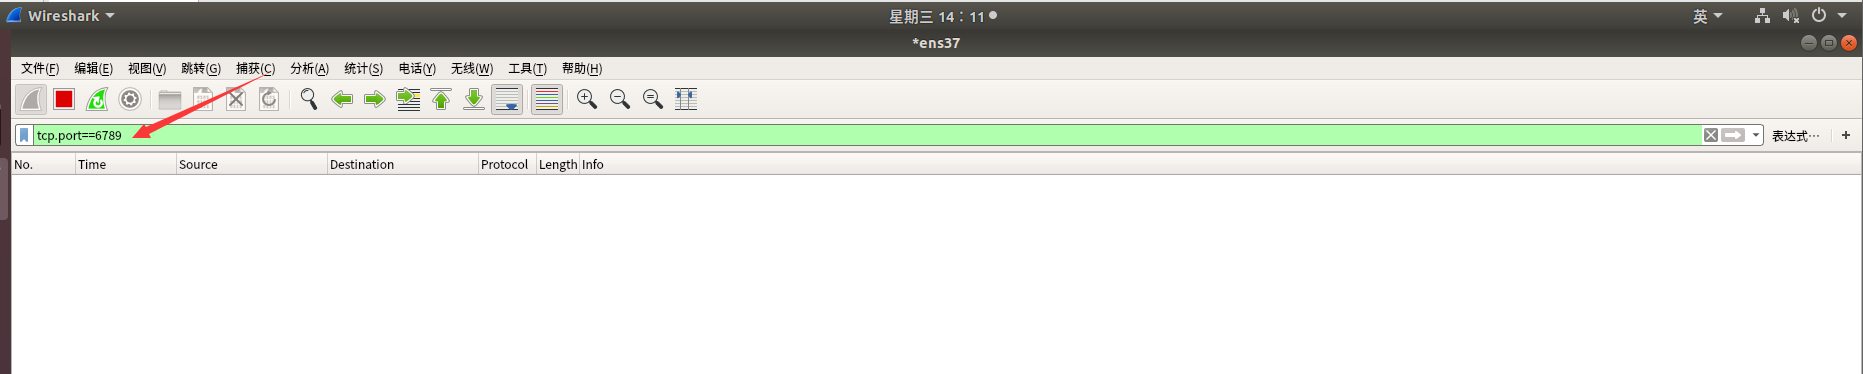 Wireshark 星期三 14：11 英
*ens37
文件(F) 编辑(E) 视图(V) 跳转(G) 捕获(C) 分析(A) 统计(S) 电话(Y) 无线(W) 工具(T) 帮助(H)
tcp.port==6789 表达式… +
No. Time Source Destination Protocol Length Info